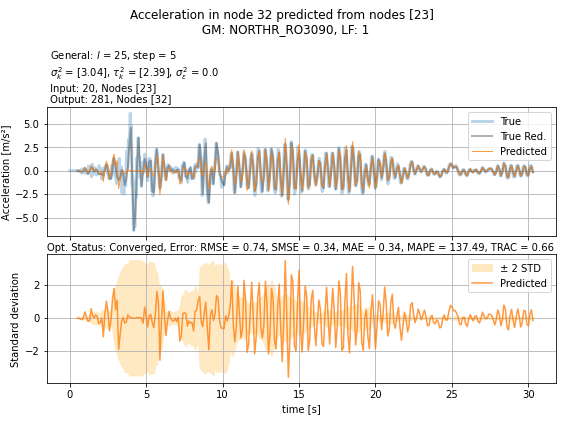 Acceleration in node 32 predicted from nodes [23]
GM: NORTHR_RO3090, LF: 1
General: l = 25, step = 5
σ²ₖ = [3.04], τ²ₖ = [2.39], σ²ε = 0.0
Input: 20, Nodes [23]
Output: 281, Nodes [32]
Acceleration [m/s²]
5.0
2.5
0.0
−2.5
−5.0
True
True Red.
Predicted
Opt. Status: Converged, Error: RMSE = 0.74, SMSE = 0.34, MAE = 0.34, MAPE = 137.49, TRAC = 0.66
Standard deviation
2
0
−2
± 2 STD
Predicted
0 5 10 15 20 25 30
time [s]